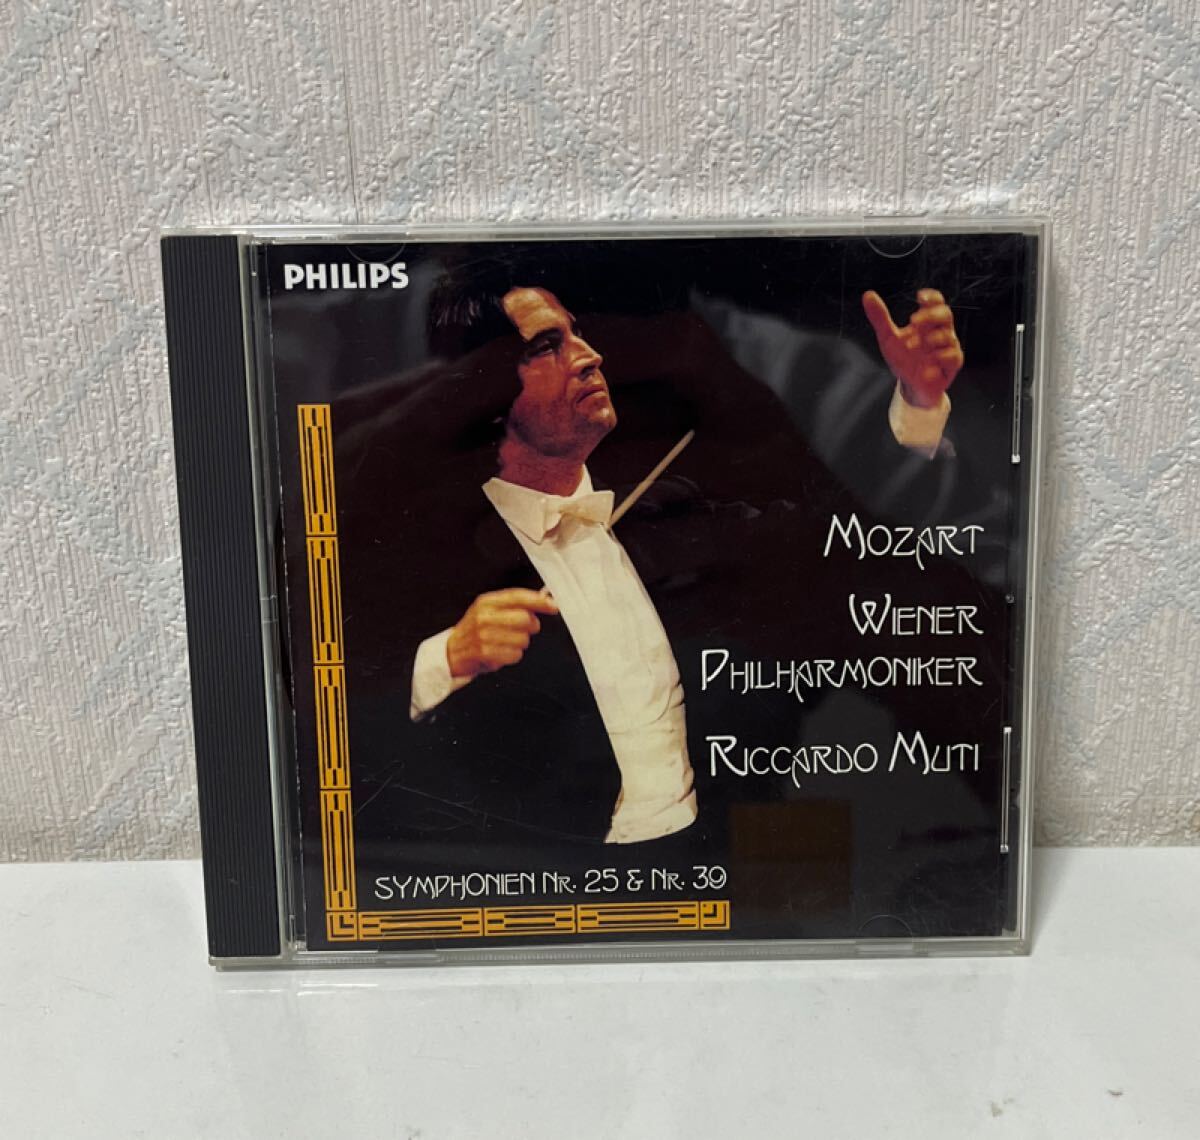 PHILIPS
MOZART
WIENER
PHILHARMONIKER
RICCARDO MUTI
SYMPHONIEN NR. 25 & NR. 39